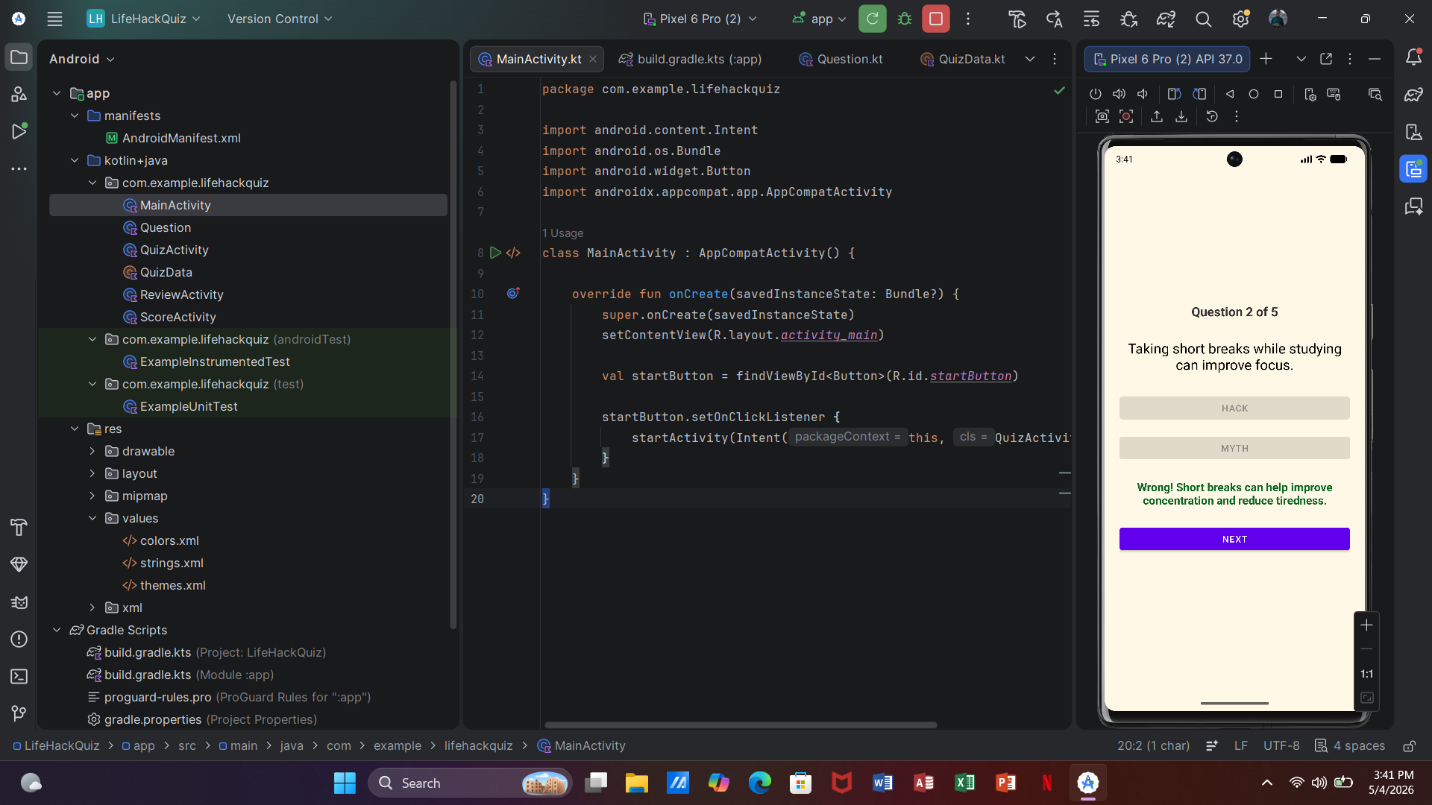 LH LifeHackQuiz Version Control Pixel 6 Pro (2) app
Android
app
manifests
AndroidManifest.xml
kotlin+java
com.example.lifehackquiz
MainActivity
Question
QuizActivity
QuizData
ReviewActivity
ScoreActivity
com.example.lifehackquiz (androidTest)
ExampleInstrumentedTest
com.example.lifehackquiz (test)
ExampleUnitTest
res
drawable
layout
mipmap
values
colors.xml
strings.xml
themes.xml
xml
Gradle Scripts
build.gradle.kts (Project: LifeHackQuiz)
build.gradle.kts (Module :app)
proguard-rules.pro (ProGuard Rules for ":app")
gradle.properties (Project Properties)
MainActivity.kt build.gradle.kts (:app) Question.kt QuizData.kt
1 package com.example.lifehackquiz
2
3 import android.content.Intent
4 import android.os.Bundle
5 import android.widget.Button
6 import androidx.appcompat.app.AppCompatActivity
7
1 Usage
8 class MainActivity : AppCompatActivity() {
9
10 override fun onCreate(savedInstanceState: Bundle?) {
11 super.onCreate(savedInstanceState)
12 setContentView(R.layout.activity_main)
13
14 val startButton = findViewById<Button>(R.id.startButton)
15
16 startButton.setOnClickListener {
17 startActivity(Intent( packageContext = this, cls = QuizActivit
18 }
19 }
20 }
Pixel 6 Pro (2) API 37.0
3:41
Question 2 of 5
Taking short breaks while studying
can improve focus.
HACK
MYTH
Wrong! Short breaks can help improve
concentration and reduce tiredness.
NEXT
1:1
LifeHackQuiz app src main java com example lifehackquiz MainActivity 20:2 (1 char) LF UTF-8 4 spaces
Search
3:41 PM
5/4/2026